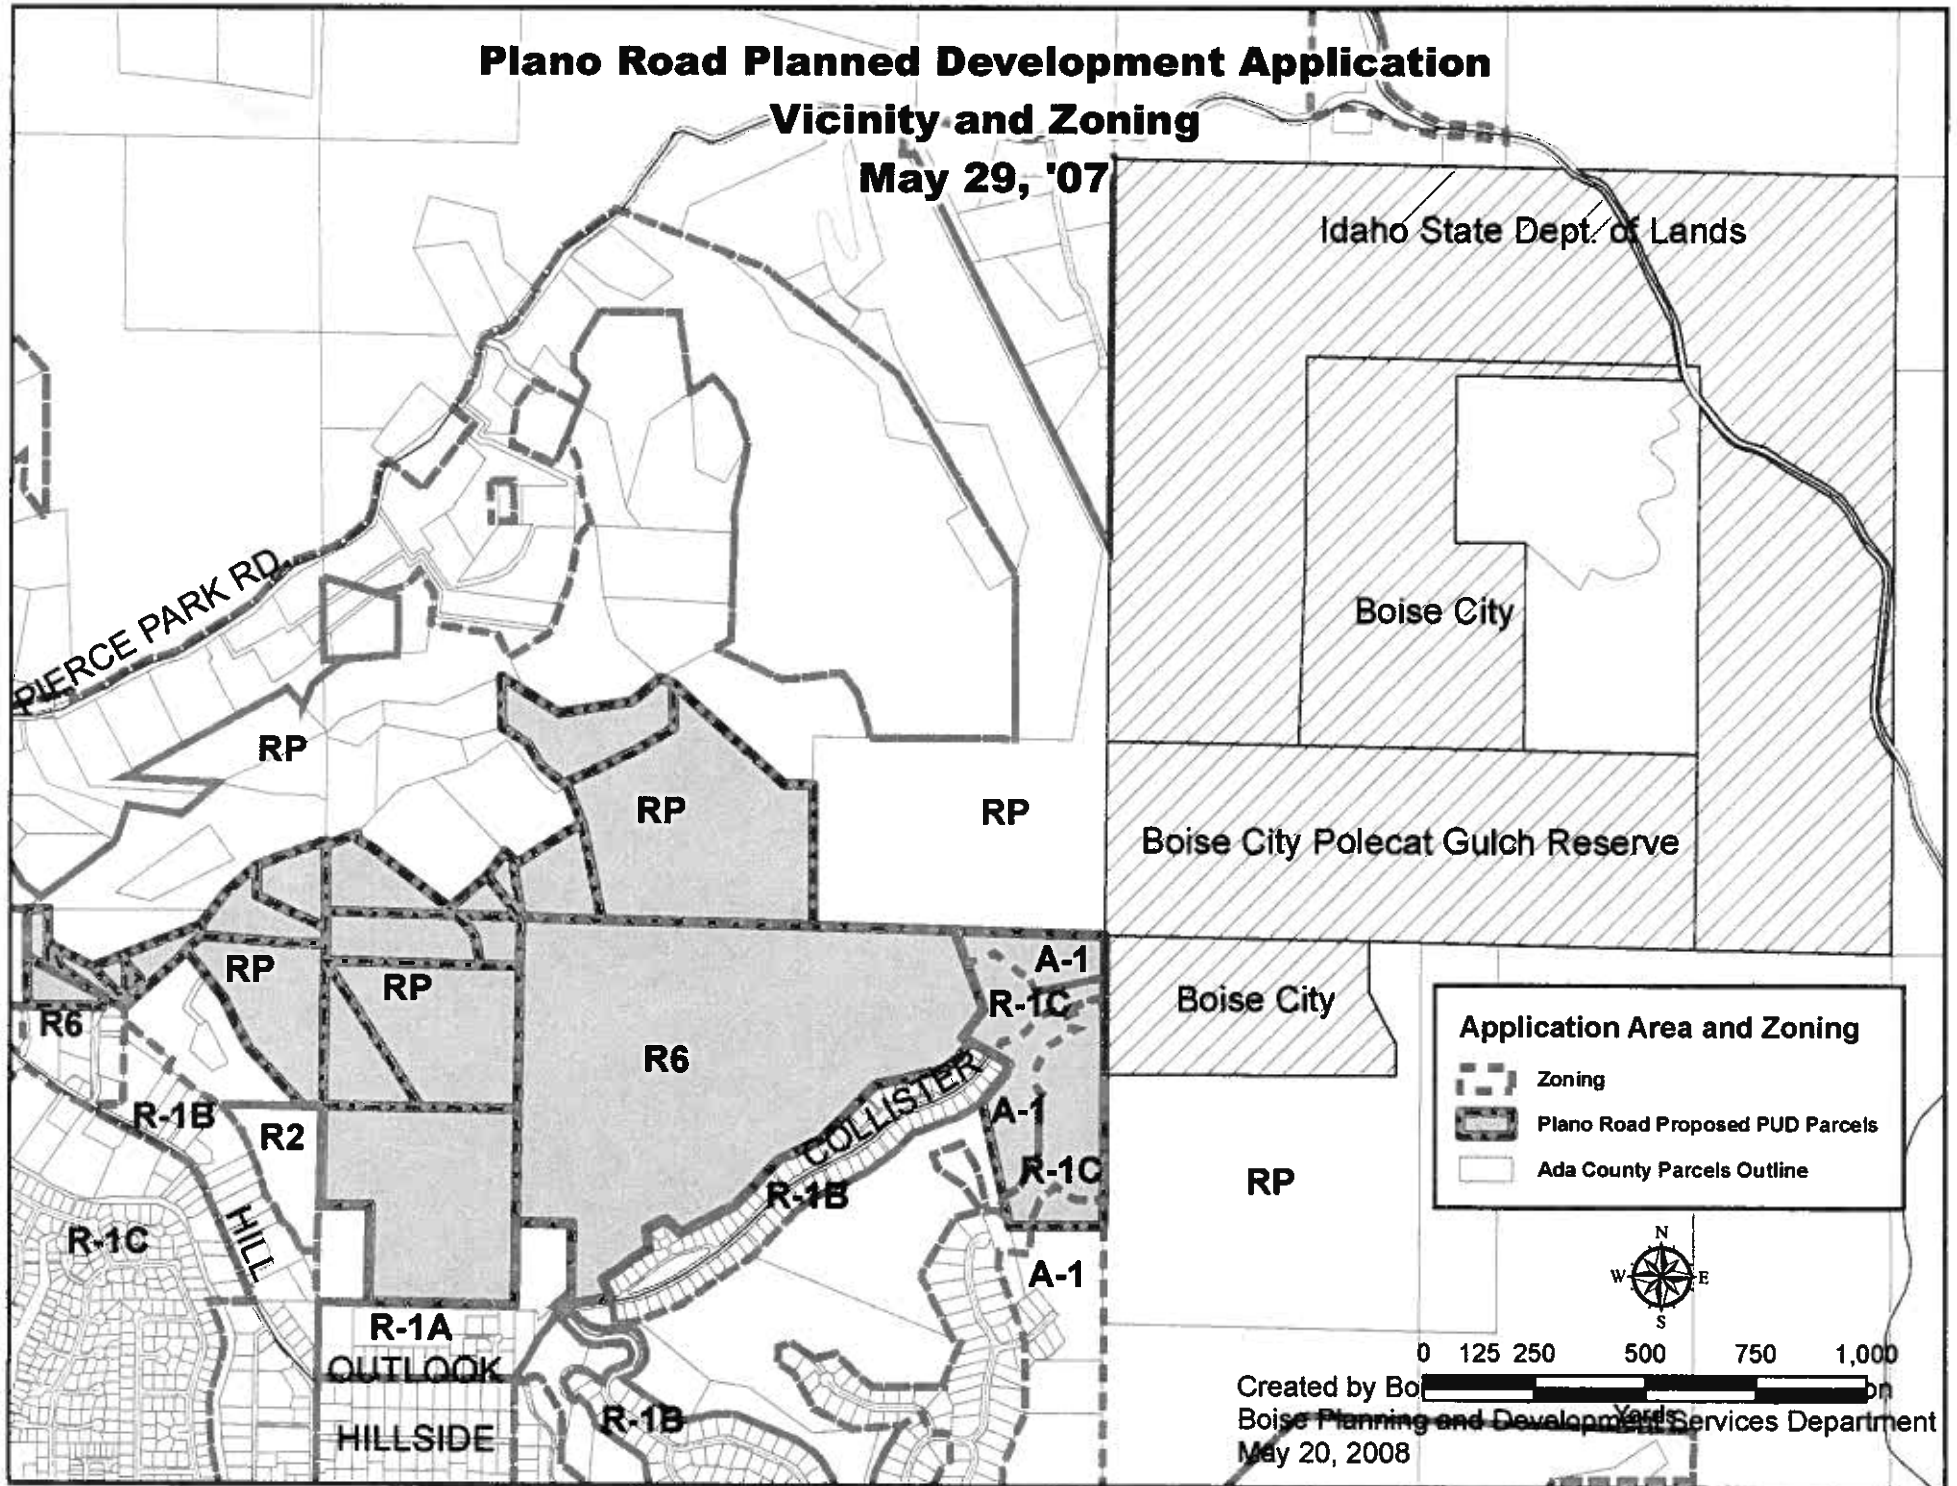 Plano Road Planned Development Application
Vicinity and Zoning
May 29, '07
Idaho State Dept. of Lands
PIERCE PARK RD
Boise City
RP
RP
RP
Boise City Polecat Gulch Reserve
RP
RP
A-1
R-1C
Boise City
R6
R6
COLLISTER
R-1B
R2
A-1
R-1C
R-1B
RP
HILL
R-1C
A-1
R-1A
OUTLOOK
HILLSIDE
R-1B
Application Area and Zoning
Zoning
Plano Road Proposed PUD Parcels
Ada County Parcels Outline
N
W E
S
0 125 250 500 750 1,000
Yards
Created by
Boise Planning and Development Services Department
May 20, 2008